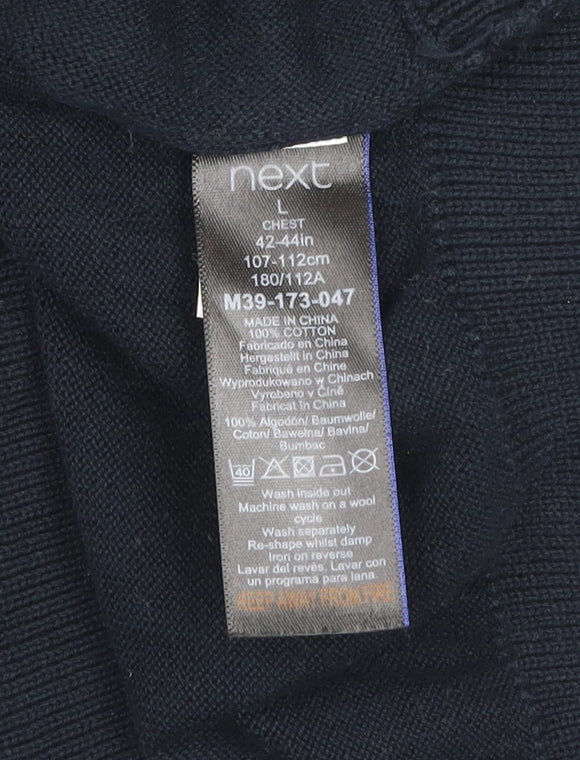 next
L
CHEST
42-44in
107-112cm
180/112A
M39-173-047
MADE IN CHINA
100% COTTON
Fabricado en China
Hergestellt in China
Fabriqué en Chine
Wyprodukowano w Chinach
Vyrobeno v Číně
Fabricat în China
100% Algodón/ Baumwolle/
Coton/ Bawełna/ Bavlna/
Bumbac
40
Wash inside out
Machine wash on a wool
cycle
Wash separately
Re-shape whilst damp
Iron on reverse
Lavar del revés. Lavar con
un programa para lana.
KEEP AWAY FROM FIRE